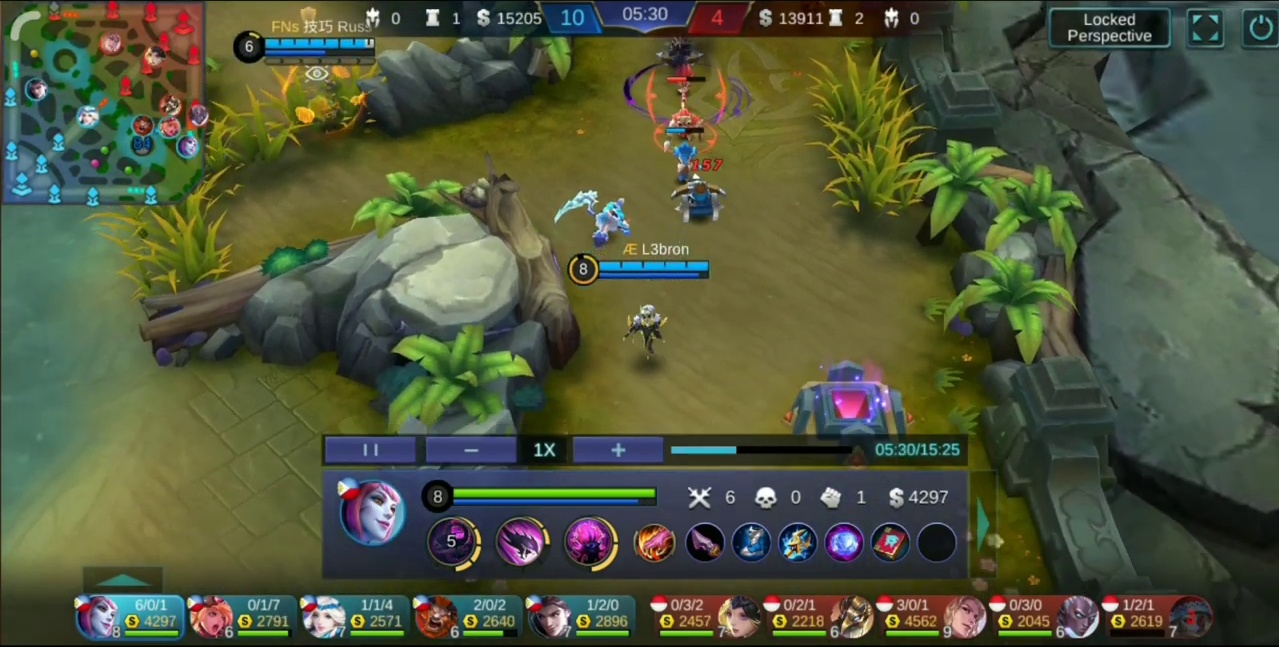 FNs 技巧 Russ
6
0 1 $ 15205 10 05:30 4 $ 13911 2 0
Locked
Perspective
157
Æ L3bron
8
1X
05:30/15:25
8
6 0 1 $ 4297
5
6/0/1 0/1/7 1/1/4 2/0/2 1/2/0 0/3/2 0/2/1 3/0/1 0/3/0 1/2/1
S 4297 S 2791 S 2571 S 2640 S 2896 S 2457 S 2218 S 4562 S 2045 S 2619
8 6 7 6 7 7 6 9 6 7